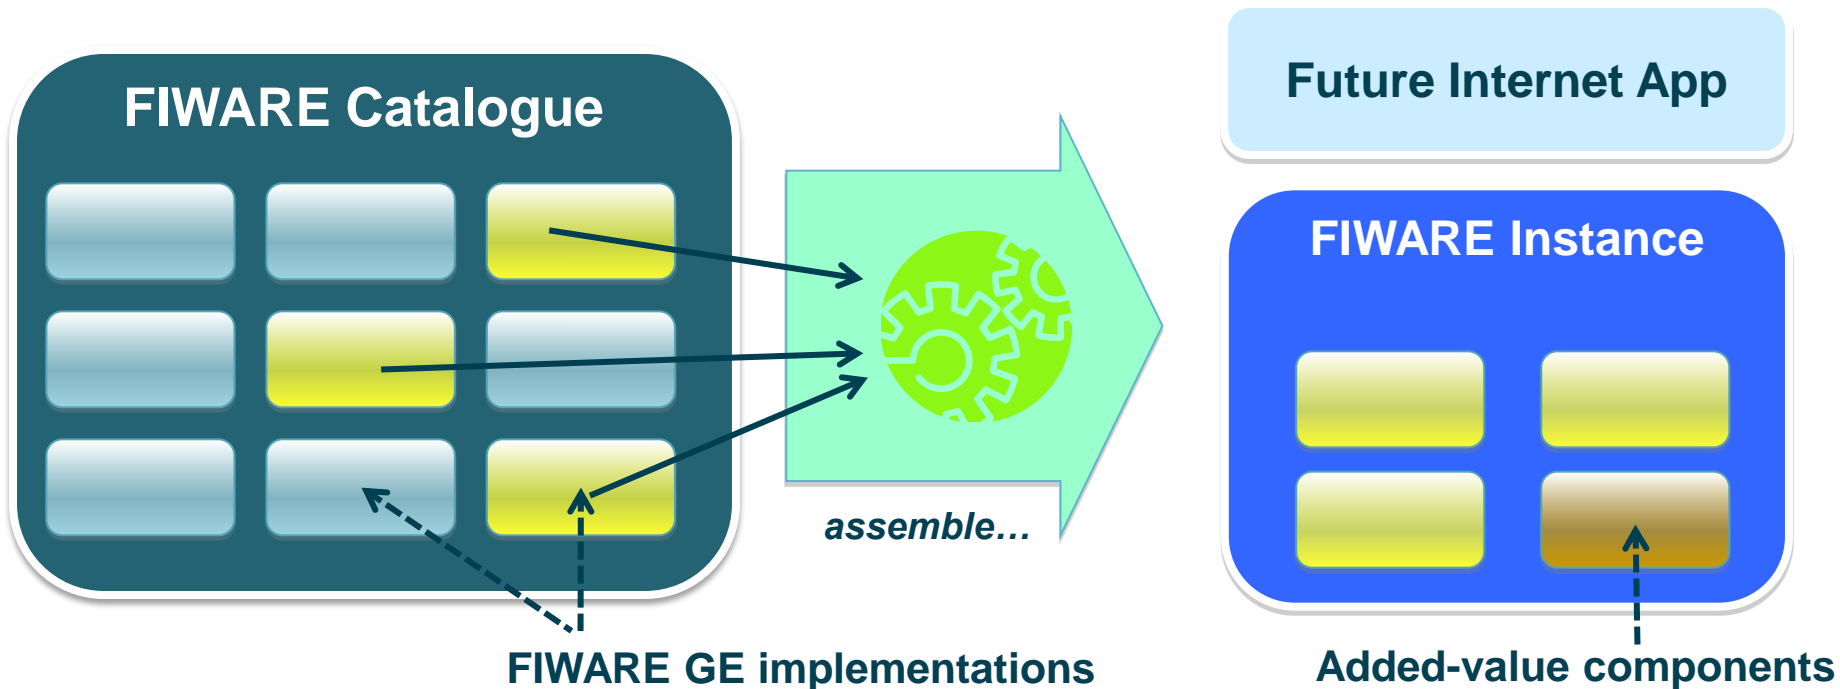 FIWARE Catalogue
assemble…
FIWARE GE implementations
Future Internet App
FIWARE Instance
Added-value components